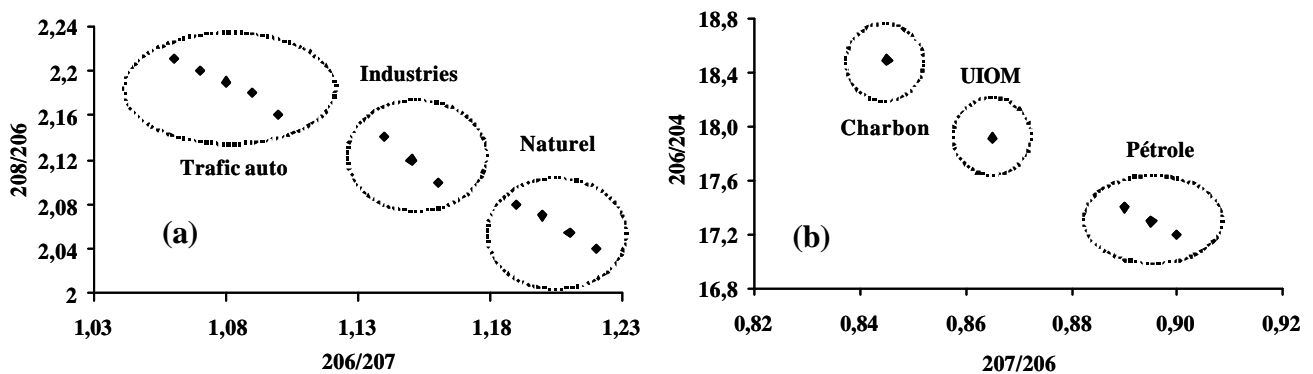 208/206
2,24
2,2
2,16
2,12
2,08
2,04
2
Industries
Naturel
Trafic auto
(a)
1,03 1,08 1,13 1,18 1,23
206/207
206/204
18,8
18,4
18,0
17,6
17,2
16,8
UIOM
Charbon
Pétrole
(b)
0,82 0,84 0,86 0,88 0,90 0,92
207/206